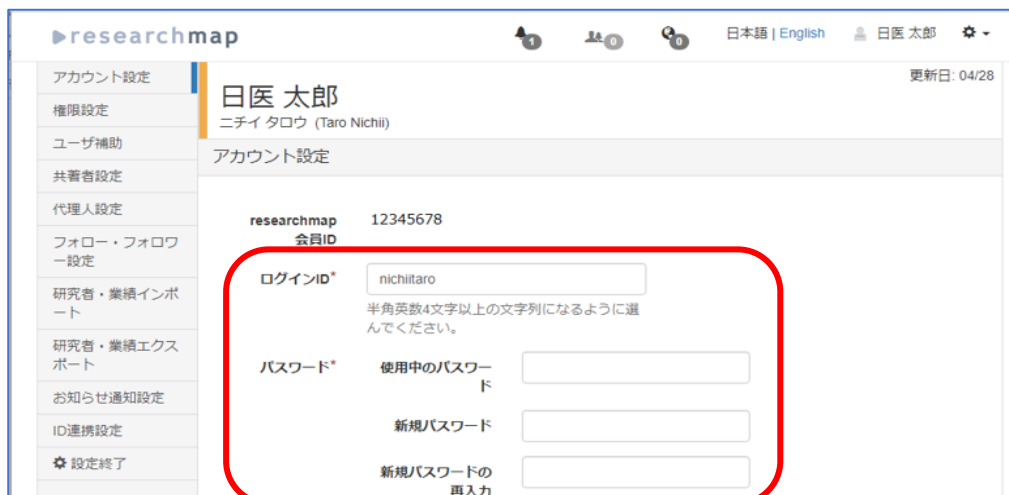 researchmap
1
0
0
日本語 | English
日医 太郎
アカウント設定
権限設定
ユーザ補助
共著者設定
代理人設定
フォロー・フォロワ
ー設定
研究者・業績インポ
ート
研究者・業績エクス
ポート
お知らせ通知設定
ID連携設定
設定終了
更新日: 04/28
日医 太郎
ニチイ タロウ (Taro Nichii)
アカウント設定
researchmap
会員ID
12345678
ログインID*
nichiitaro
半角英数4文字以上の文字列になるように選
んでください。
パスワード*
使用中のパスワー
ド
新規パスワード
新規パスワードの
再入力